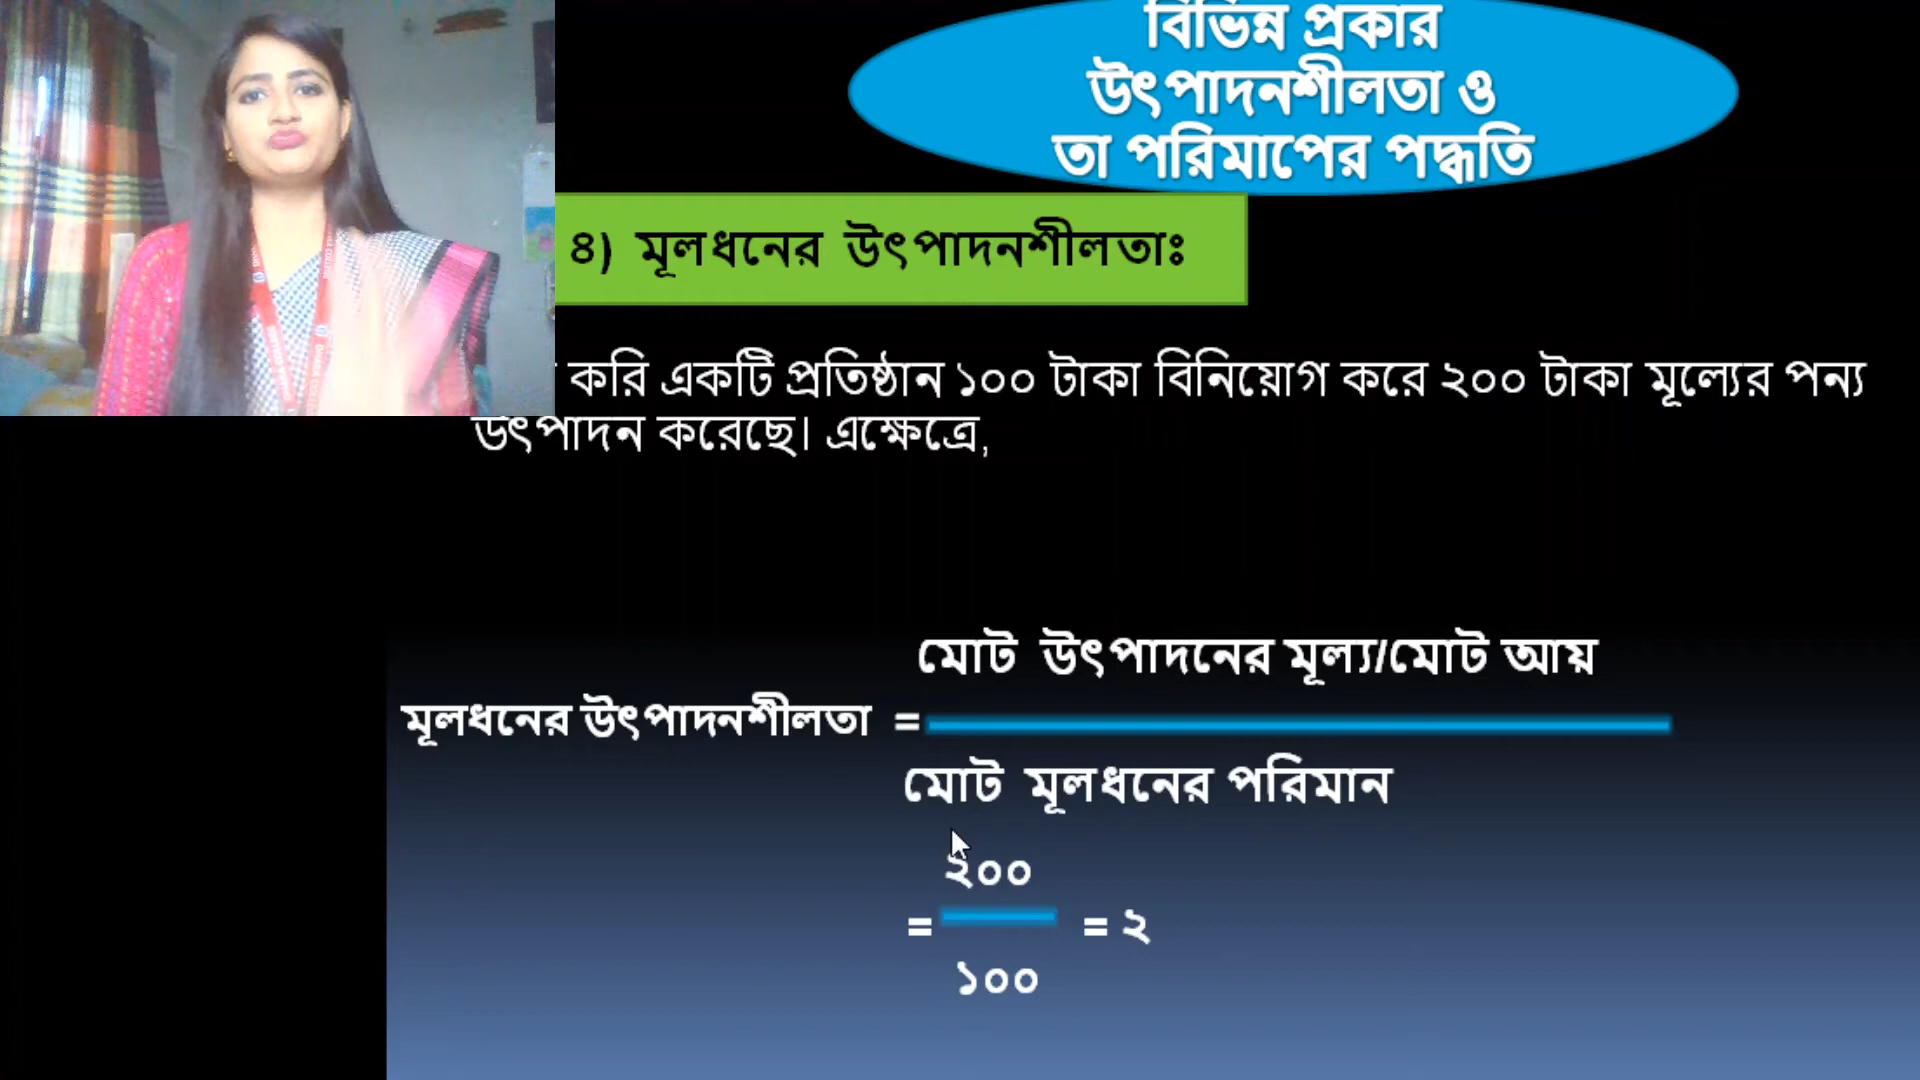 বিভিন্ন প্রকার
উৎপাদনশীলতা ও
তা পরিমাপের পদ্ধতি
৪) মূলধনের উৎপাদনশীলতাঃ
করি একটি প্রতিষ্ঠান ১০০ টাকা বিনিয়োগ করে ২০০ টাকা মূল্যের পন্য
উৎপাদন করেছে। এক্ষেত্রে,
মোট উৎপাদনের মূল্য/মোট আয়
মূলধনের উৎপাদনশীলতা =
মোট মূলধনের পরিমান
২০০
= = ২
১০০